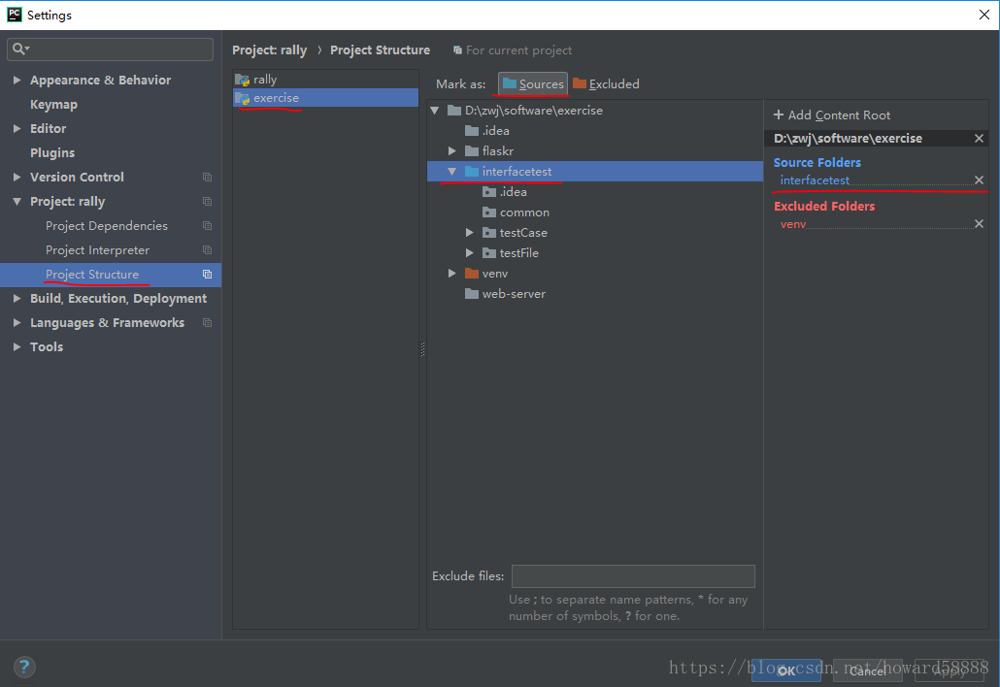 PC Settings
Project: rally › Project Structure For current project
Appearance & Behavior
Keymap
Editor
Plugins
Version Control
Project: rally
Project Dependencies
Project Interpreter
Project Structure
Build, Execution, Deployment
Languages & Frameworks
Tools
rally
exercise
Mark as: Sources Excluded
D:\zwj\software\exercise
.idea
flaskr
interfacetest
.idea
common
testCase
testFile
venv
web-server
+ Add Content Root
D:\zwj\software\exercise
Source Folders
interfacetest
Excluded Folders
venv
Exclude files:
Use ; to separate name patterns, * for any
number of symbols, ? for one.
?
OK Cancel Apply
https://blog.csdn.net/howard58888